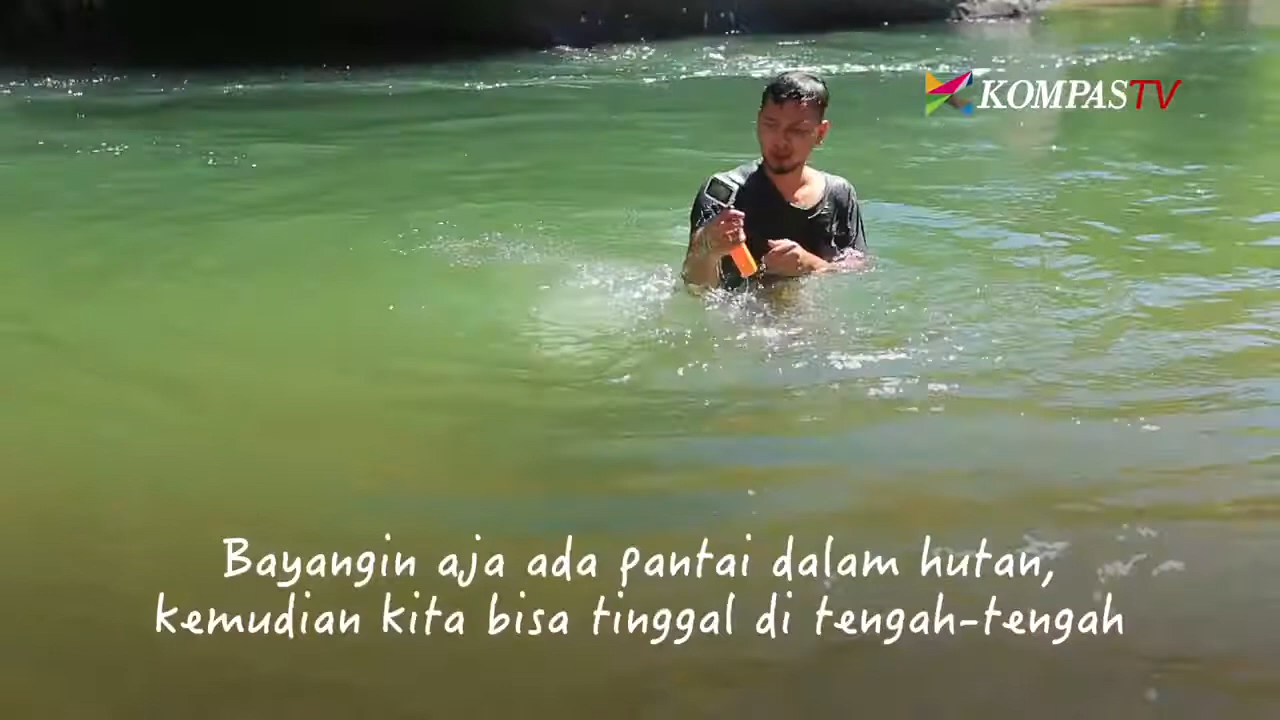 KOMPASTV
Bayangin aja ada pantai dalam hutan,
kemudian kita bisa tinggal di tengah-tengah